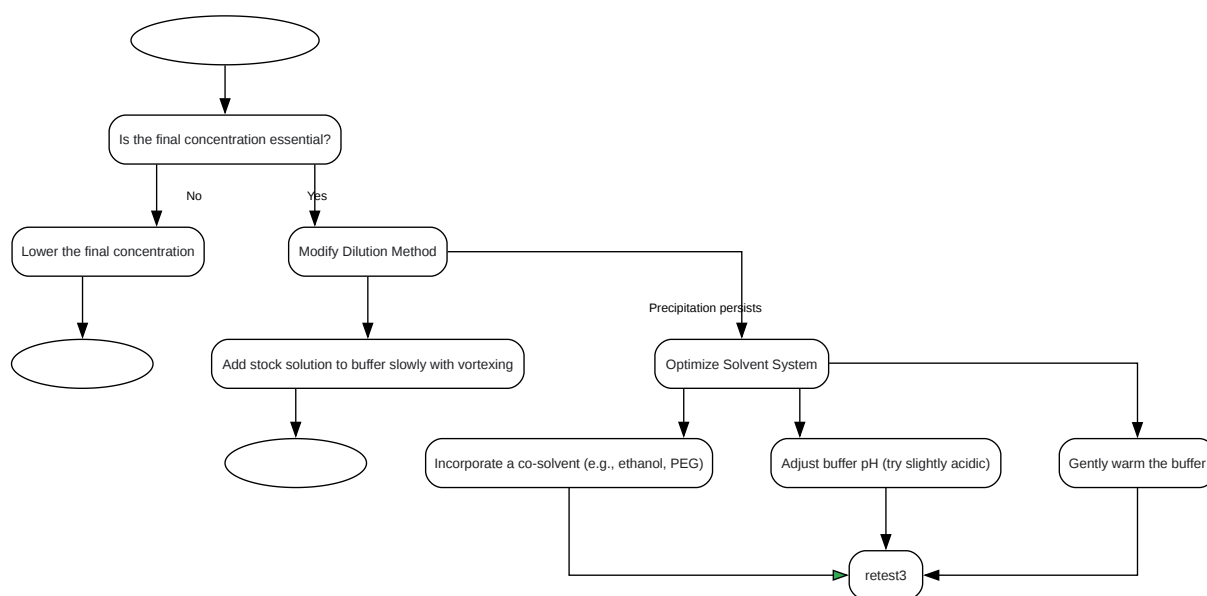 Is the final concentration essential?
No
Yes
Lower the final concentration
Modify Dilution Method
Precipitation persists
Add stock solution to buffer slowly with vortexing
Optimize Solvent System
Incorporate a co-solvent (e.g., ethanol, PEG)
Adjust buffer pH (try slightly acidic)
Gently warm the buffer
retest3